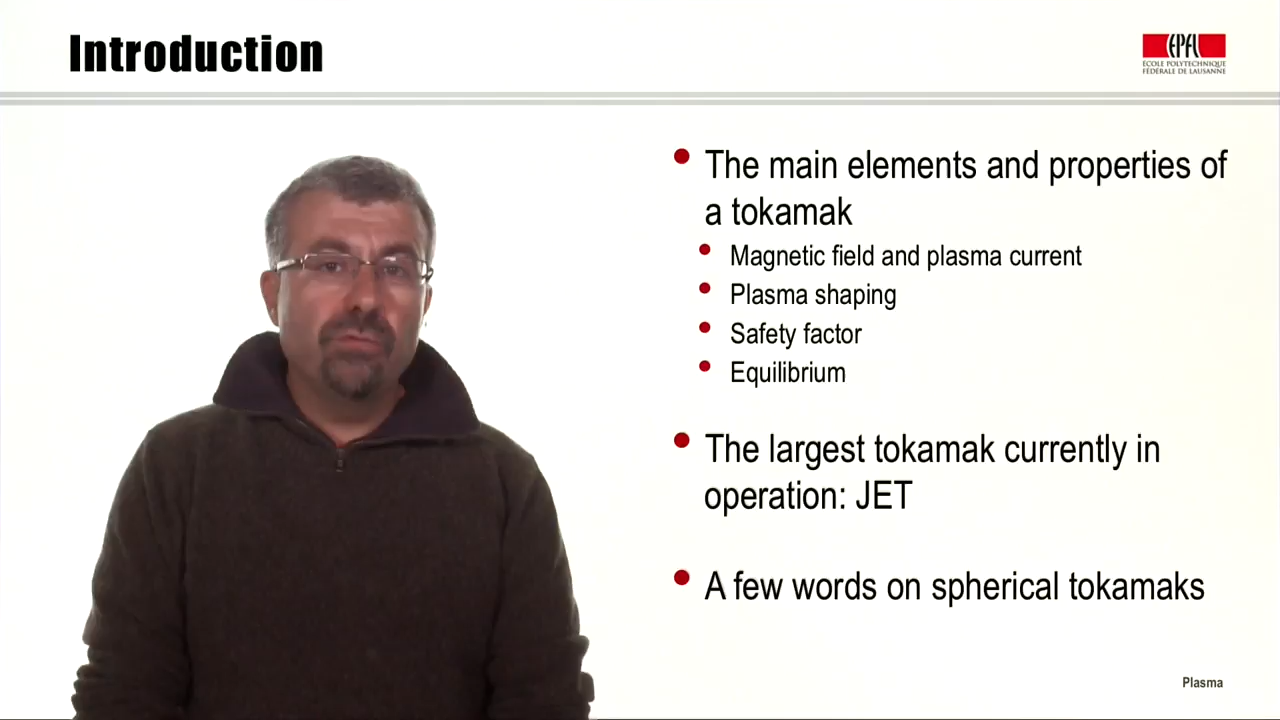 Introduction
EPFL
ÉCOLE POLYTECHNIQUE
FÉDÉRALE DE LAUSANNE
• The main elements and properties of
a tokamak
• Magnetic field and plasma current
• Plasma shaping
• Safety factor
• Equilibrium
• The largest tokamak currently in
operation: JET
• A few words on spherical tokamaks
Plasma